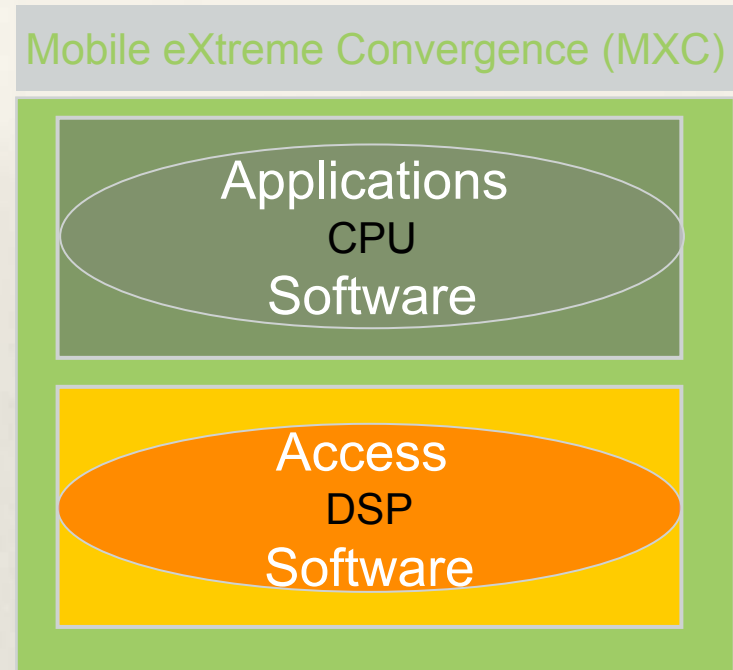 Mobile eXtreme Convergence (MXC)
Applications
CPU
Software
Access
DSP
Software